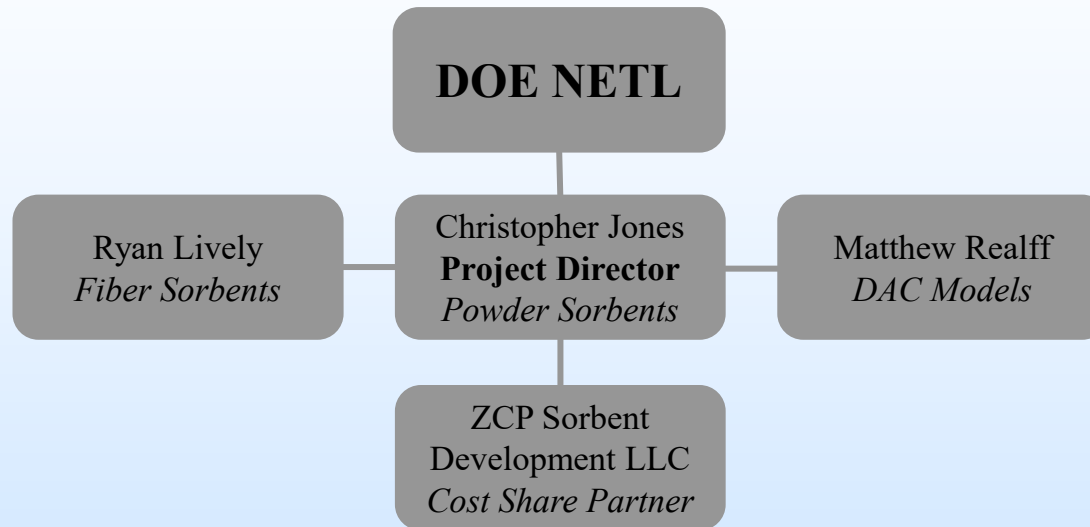 DOE NETL
Ryan Lively
Fiber Sorbents
Christopher Jones
Project Director
Powder Sorbents
Matthew Realff
DAC Models
ZCP Sorbent
Development LLC
Cost Share Partner